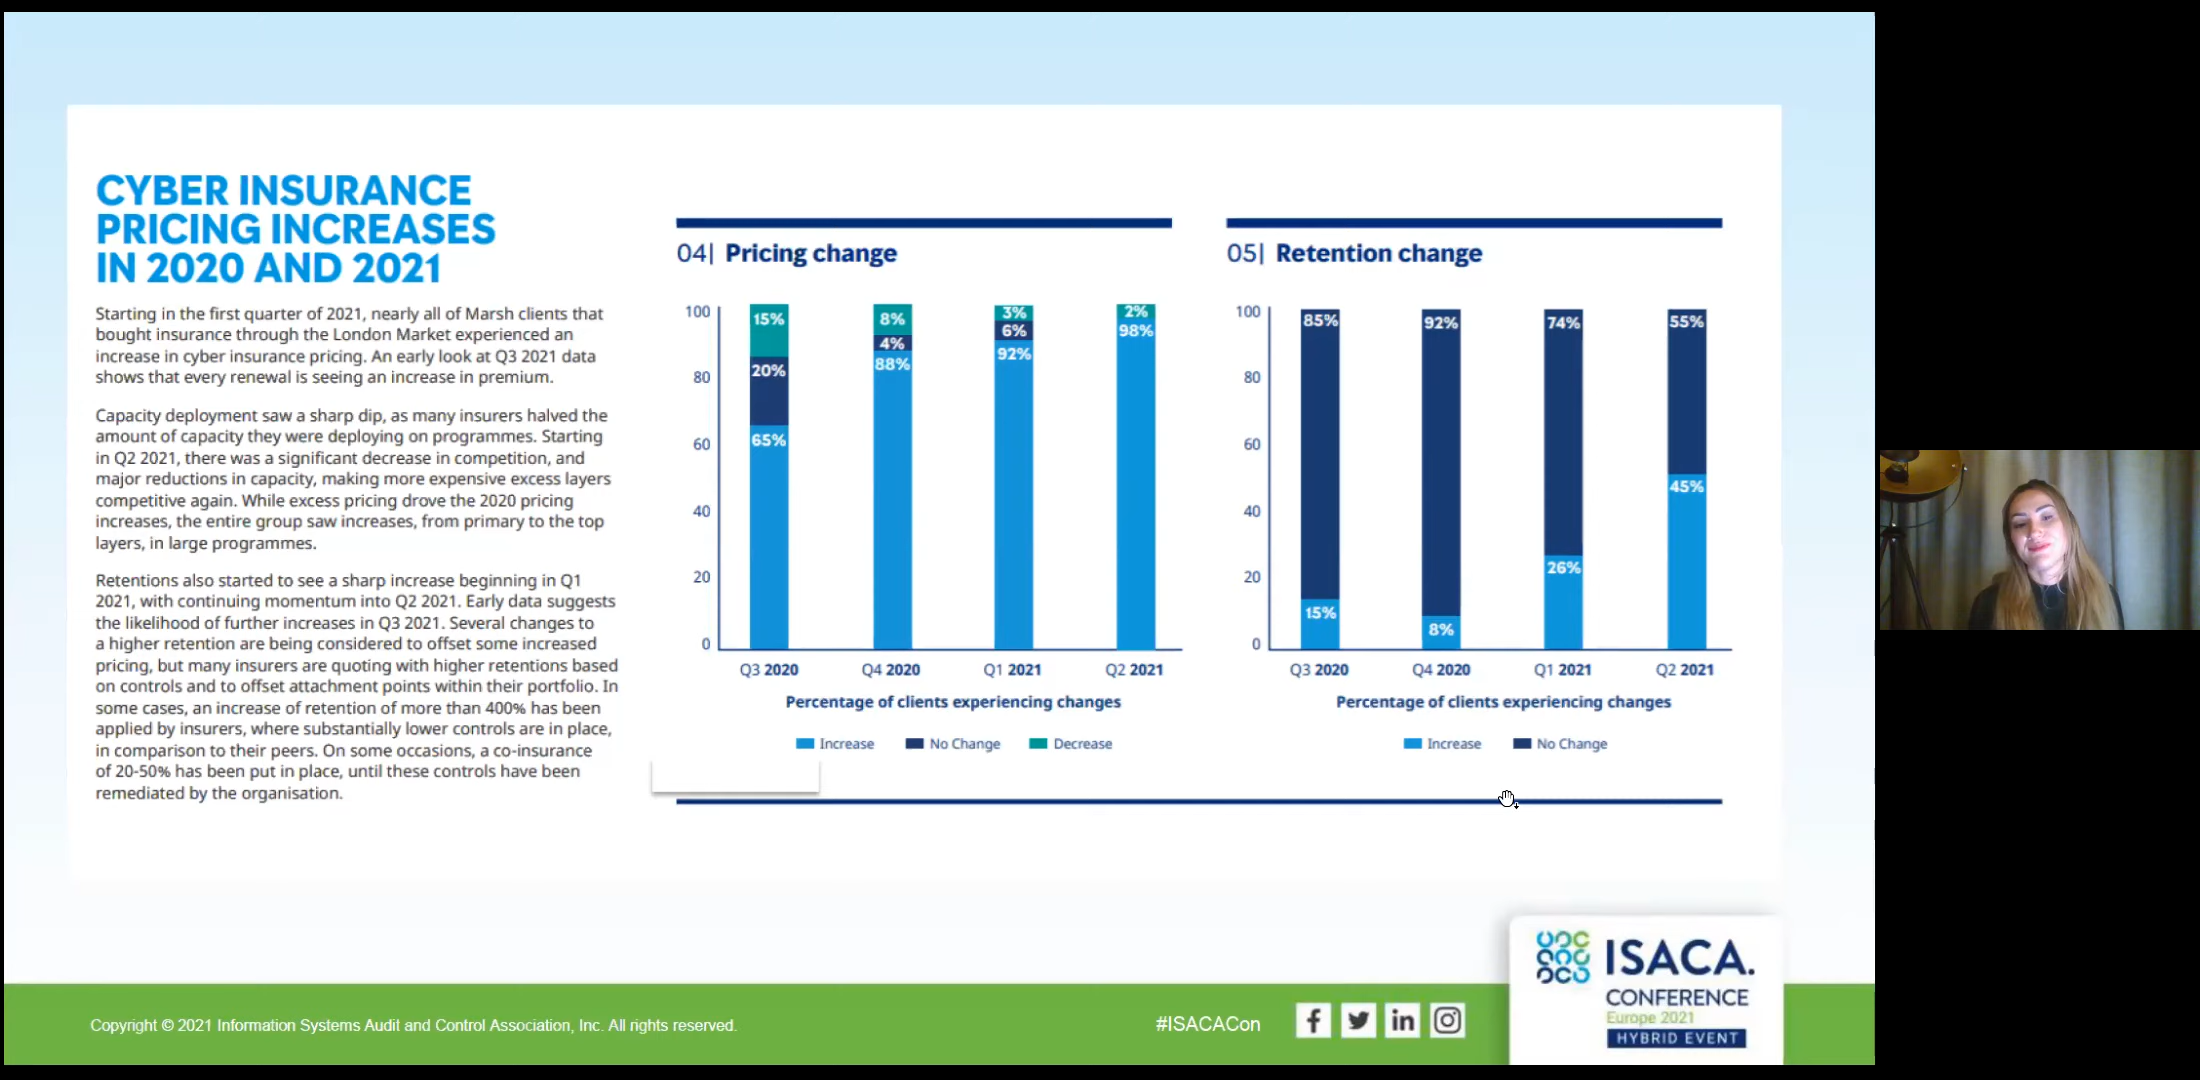 CYBER INSURANCE
PRICING INCREASES
IN 2020 AND 2021
Starting in the first quarter of 2021, nearly all of Marsh clients that
bought insurance through the London Market experienced an
increase in cyber insurance pricing. An early look at Q3 2021 data
shows that every renewal is seeing an increase in premium.
Capacity deployment saw a sharp dip, as many insurers halved the
amount of capacity they were deploying on programmes. Starting
in Q2 2021, there was a significant decrease in competition, and
major reductions in capacity, making more expensive excess layers
competitive again. While excess pricing drove the 2020 pricing
increases, the entire group saw increases, from primary to the top
layers, in large programmes.
Retentions also started to see a sharp increase beginning in Q1
2021, with continuing momentum into Q2 2021. Early data suggests
the likelihood of further increases in Q3 2021. Several changes to
a higher retention are being considered to offset some increased
pricing, but many insurers are quoting with higher retentions based
on controls and to offset attachment points within their portfolio. In
some cases, an increase of retention of more than 400% has been
applied by insurers, where substantially lower controls are in place,
in comparison to their peers. On some occasions, a co-insurance
of 20-50% has been put in place, until these controls have been
remediated by the organisation.
04| Pricing change
100
80
60
40
20
0
15%
20%
65%
8%
4%
88%
3%
6%
92%
2%
98%
Q3 2020
Q4 2020
Q1 2021
Q2 2021
Percentage of clients experiencing changes
Increase
No Change
Decrease
05| Retention change
100
80
60
40
20
0
85%
15%
92%
8%
74%
26%
55%
45%
Q3 2020
Q4 2020
Q1 2021
Q2 2021
Percentage of clients experiencing changes
Increase
No Change
Copyright © 2021 Information Systems Audit and Control Association, Inc. All rights reserved.
#ISACACon
ISACA.
CONFERENCE
Europe 2021
HYBRID EVENT